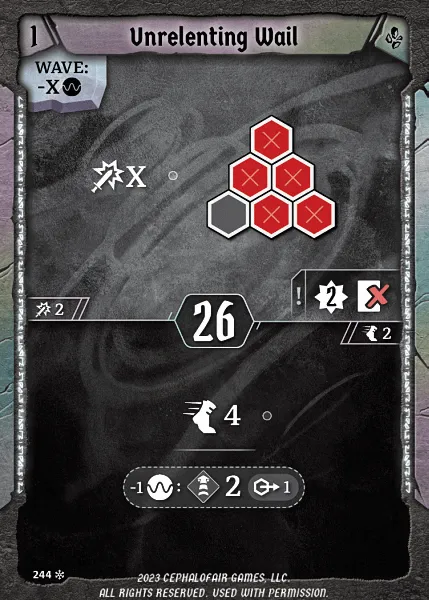 1
Unrelenting Wail
WAVE:
-X
X
2
2
26
2
4
-1 : 2 1
244
2023 CEPHALOFAIR GAMES, LLC.
ALL RIGHTS RESERVED. USED WITH PERMISSION.